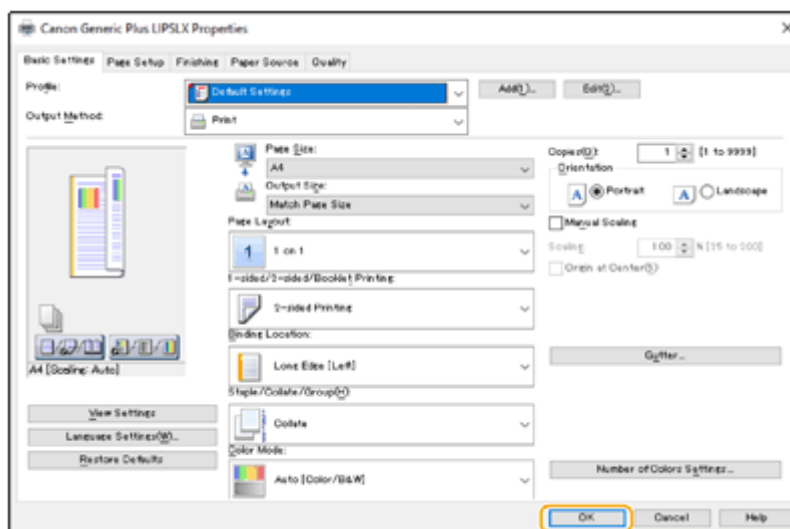 Canon Generic Plus LIPSLX Properties
Basic Settings Page Setup Finishing Paper Source Quality
Profile: Default Settings Add(1)... Edit(2)...
Output Method: Print
Page Size: Copies(Q): 1 [1 to 9999]
A4 Orientation
Output Size: A Portrait A Landscape
Match Page Size
Page Layout: Manual Scaling
1 1 on 1 Scaling: 100 % [25 to 200]
1-sided/2-sided/Booklet Printing: Origin at Center(5)
2-sided Printing
Binding Location:
Long Edge [Left] Gutter...
A4 [Scaling: Auto]
Staple/Collate/Group(H):
View Settings Collate
Language Settings(W)...
Color Mode:
Restore Defaults Auto [Color/B&W] Number of Colors Settings...
OK Cancel Help